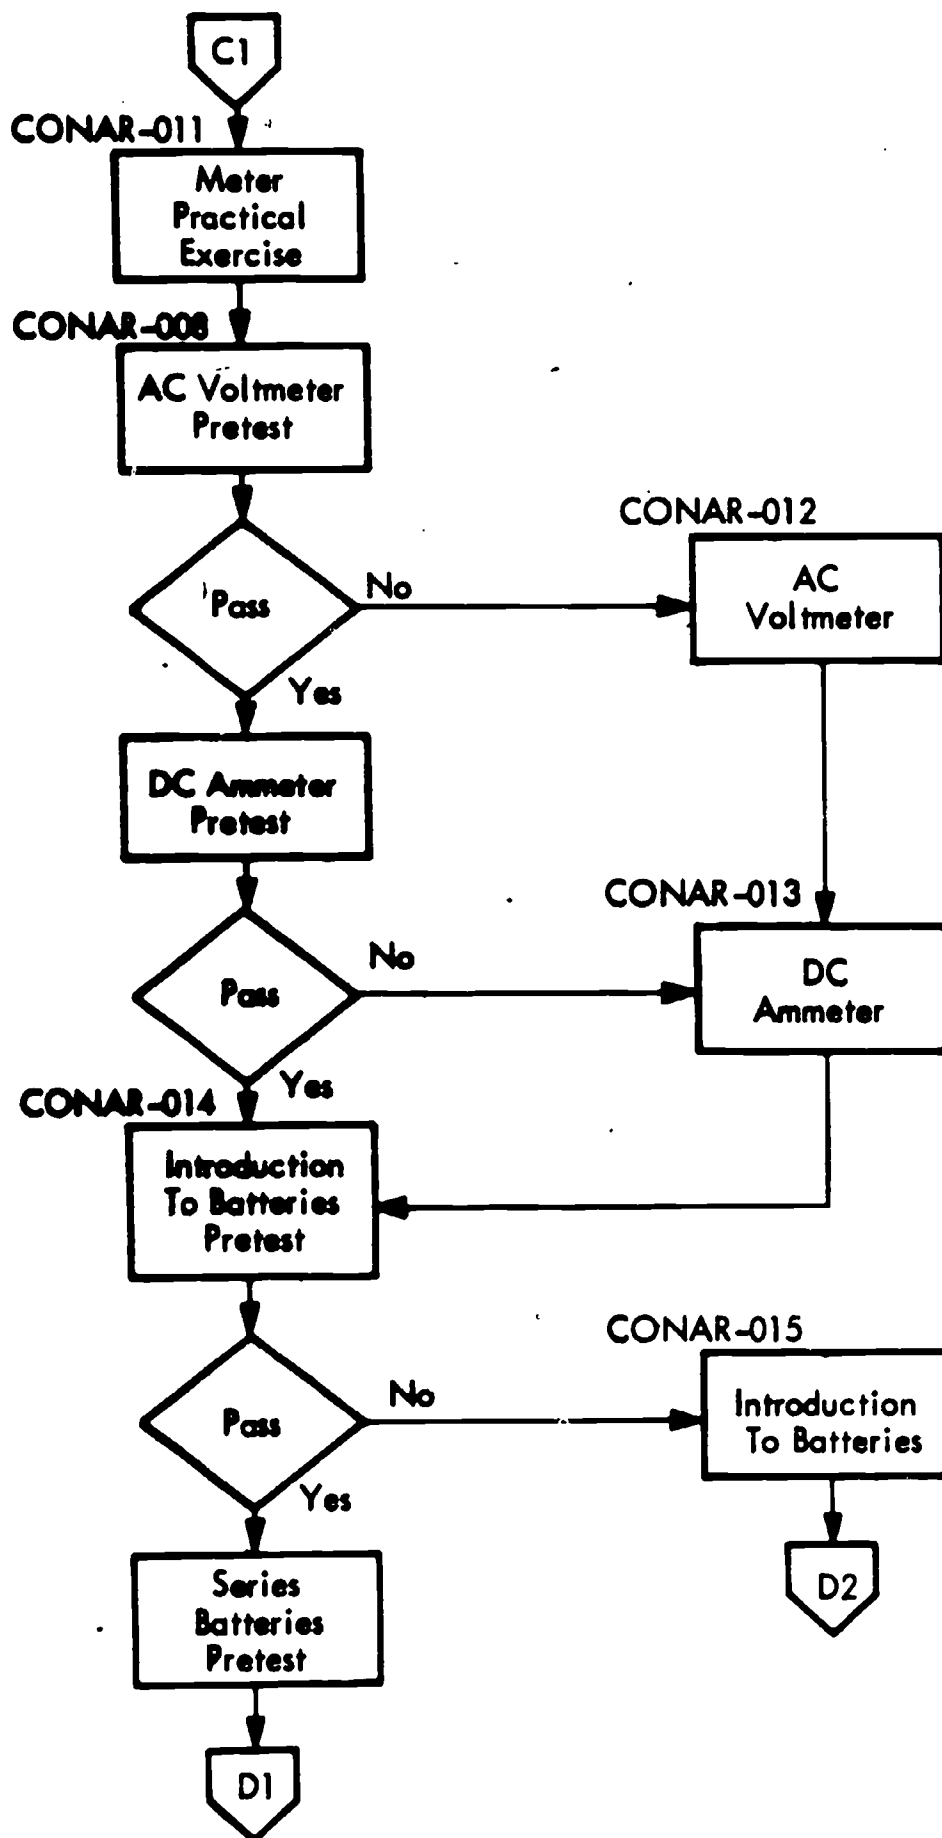 C1
CONAR-011
Meter
Practical
Exercise
CONAR-008
AC Voltmeter
Pretest
CONAR-012
AC
Voltmeter
Pass
No
Yes
DC Ammeter
Pretest
CONAR-013
DC
Ammeter
Pass
No
Yes
CONAR-014
Introduction
To Batteries
Pretest
CONAR-015
Introduction
To Batteries
Pass
No
Yes
Series
Batteries
Pretest
D2
D1